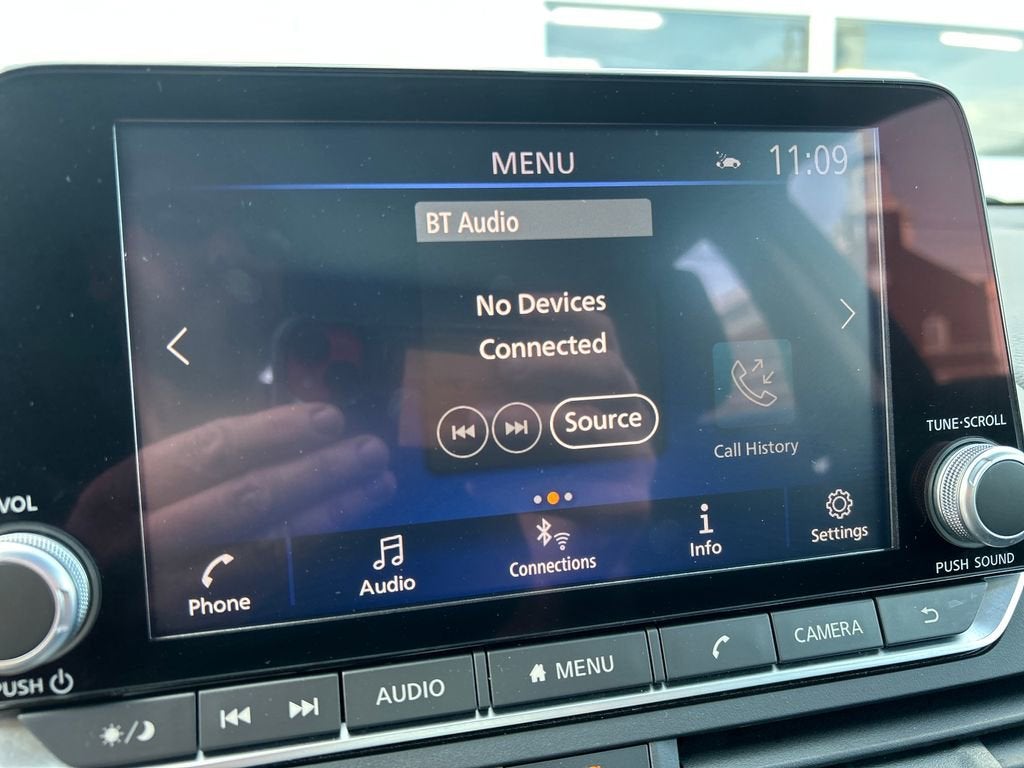 MENU
11:09
BT Audio
No Devices
Connected
Source
Call History
Phone
Audio
Connections
Info
Settings
VOL
PUSH
TUNE·SCROLL
PUSH SOUND
AUDIO
MENU
CAMERA